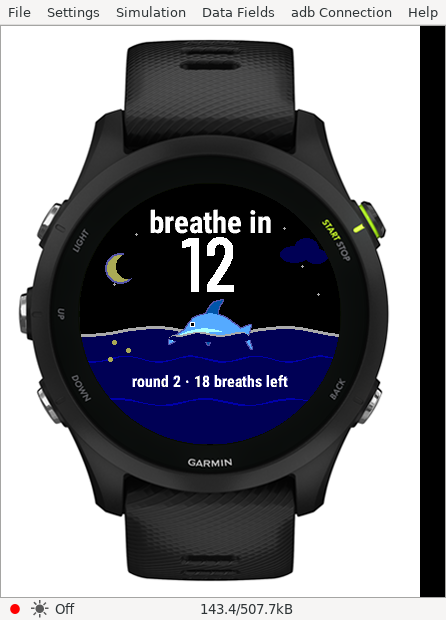 File Settings Simulation Data Fields adb Connection Help
breathe in
12
LIGHT
START STOP
UP
round 2 · 18 breaths left
DOWN
BACK
GARMIN
Off 143.4/507.7kB